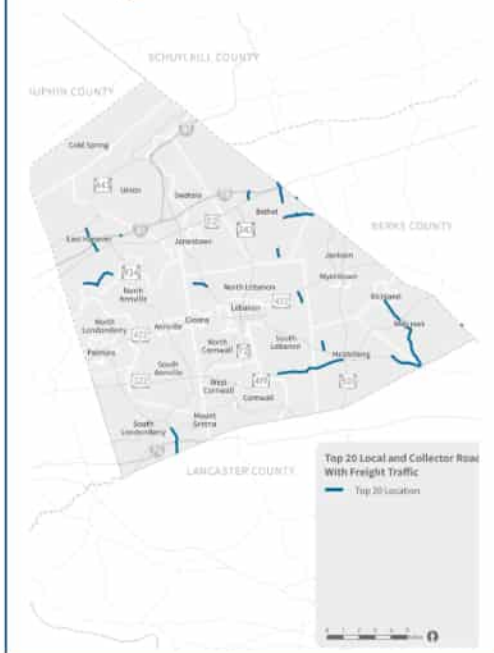 SCHUYLKILL COUNTY
DAUPHIN COUNTY
Cold Spring
Union
Swatara
Bethel
BERKS COUNTY
East Hanover
Jonestown
Jackson
Myerstown
North
Annville
North Lebanon
Richland
Lebanon
Millcreek
North
Londonderry
Annville
Cleona
North
Cornwall
South
Lebanon
Palmyra
Heidelberg
South
Annville
West
Cornwall
Cornwall
Mount
Gretna
South
Londonderry
LANCASTER COUNTY
Top 20 Local and Collector Road
With Freight Traffic
Top 20 Location